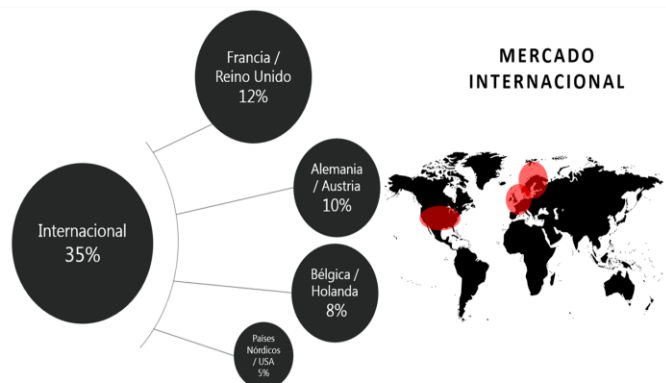 MERCADO
INTERNACIONAL
Francia /
Reino Unido
12%
Internacional
35%
Alemania
/ Austria
10%
Bélgica /
Holanda
8%
Países
Nórdicos
/ USA
5%